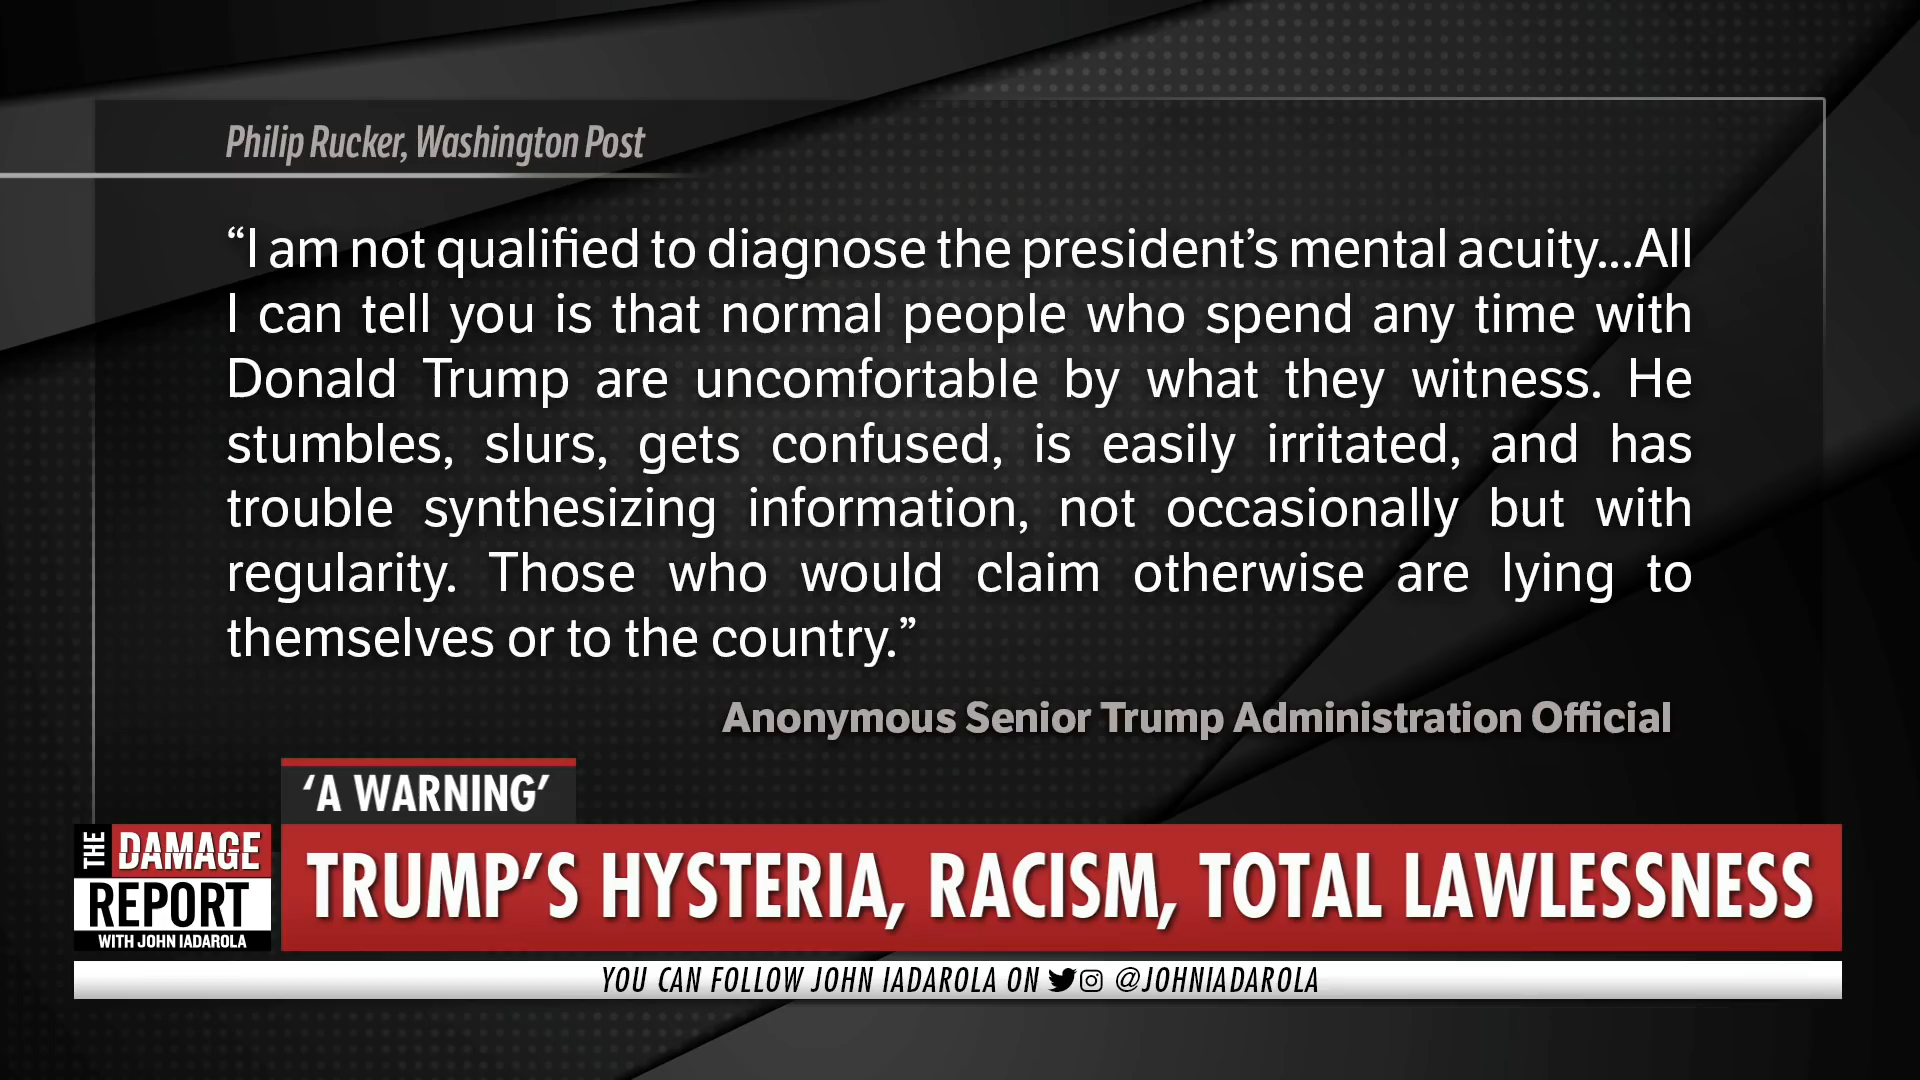 Philip Rucker, Washington Post
“I am not qualified to diagnose the president’s mental acuity...All
I can tell you is that normal people who spend any time with
Donald Trump are uncomfortable by what they witness. He
stumbles, slurs, gets confused, is easily irritated, and has
trouble synthesizing information, not occasionally but with
regularity. Those who would claim otherwise are lying to
themselves or to the country.”
Anonymous Senior Trump Administration Official
‘A WARNING’
THE DAMAGE
REPORT
WITH JOHN IADAROLA
TRUMP’S HYSTERIA, RACISM, TOTAL LAWLESSNESS
YOU CAN FOLLOW JOHN IADAROLA ON @JOHNIADAROLA